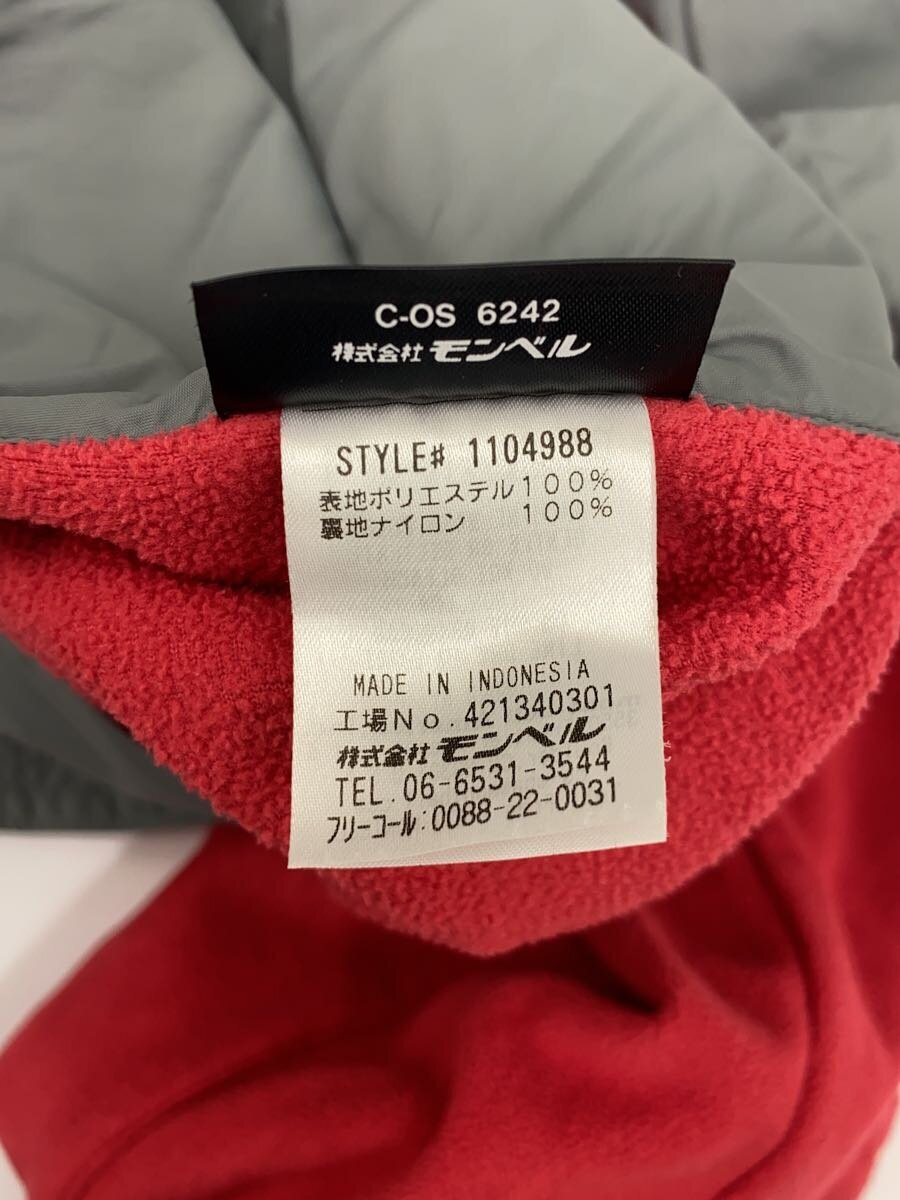 C-OS 6242
株式会社 モンベル
STYLE# 1104988
表地ポリエステル100%
裏地ナイロン 100%
MADE IN INDONESIA
工場No.421340301
株式会社 モンベル
TEL.06-6531-3544
フリーコール:0088-22-0031